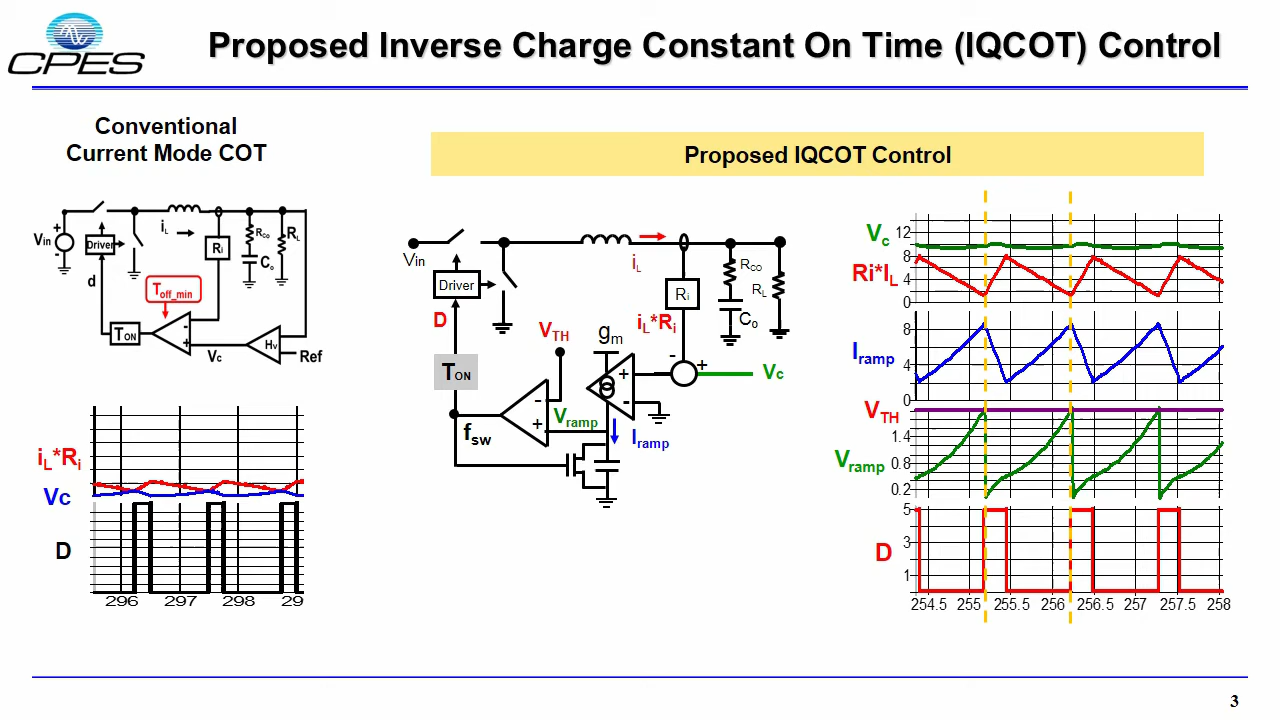 CPES
Proposed Inverse Charge Constant On Time (IQCOT) Control
Conventional
Current Mode COT
Proposed IQCOT Control
Vin
+
-
Driver
iL
Ri
RCO
RL
Co
d
Toff_min
TON
-
+
Vc
Hv
Ref
iL*Ri
Vc
D
296
297
298
29
Vin
Driver
iL
Ri
RCO
RL
Co
D
VTH
gm
iL*Ri
-
+
Vc
TON
-
+
Vramp
+
-
fsw
Iramp
Vc
Ri*IL
12
8
4
0
Iramp
8
4
0
VTH
Vramp
1.4
0.8
0.2
D
5
3
1
254.5
255
255.5
256
256.5
257
257.5
258
3